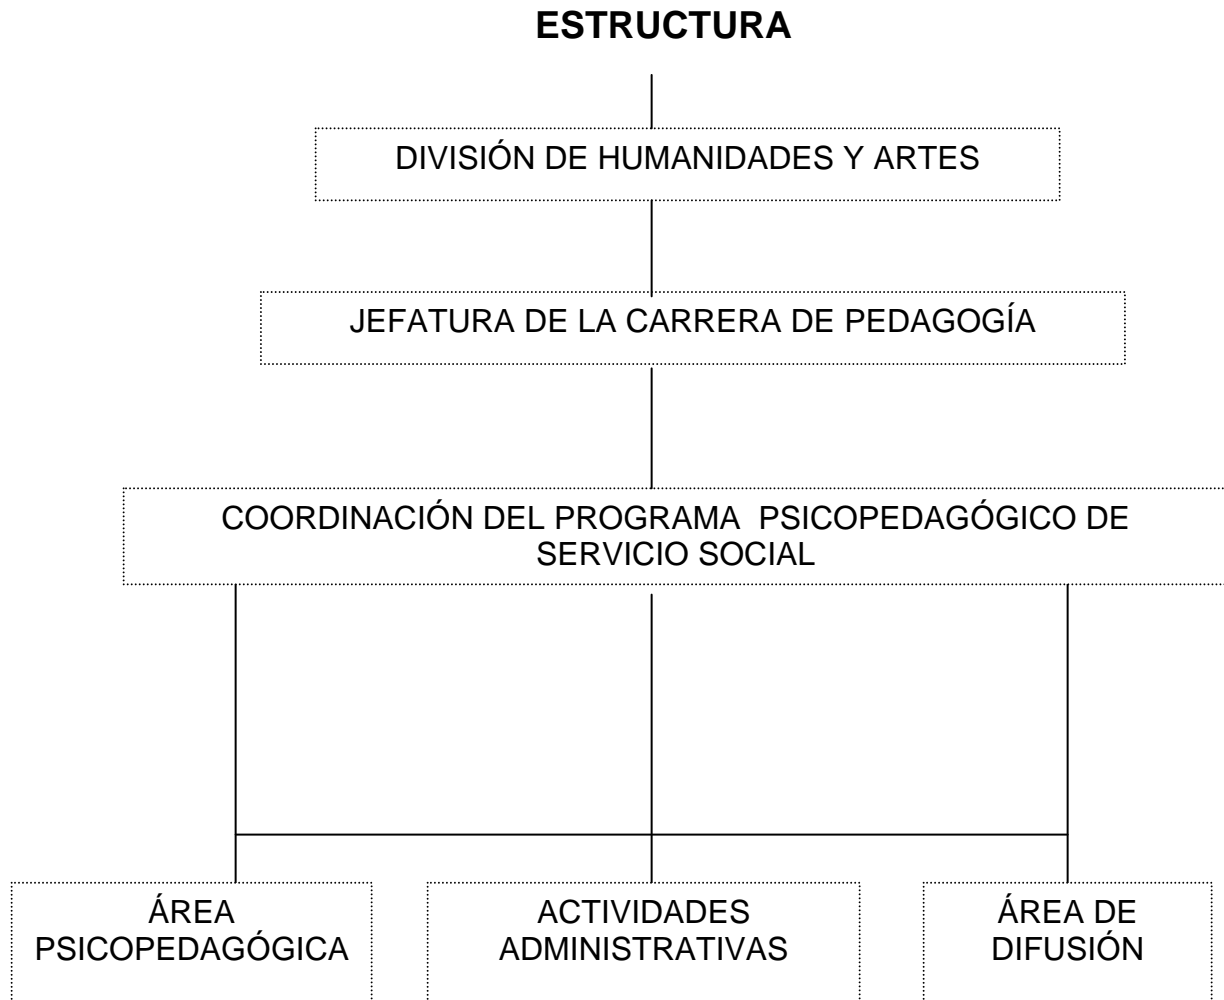 ESTRUCTURA
DIVISIÓN DE HUMANIDADES Y ARTES
JEFATURA DE LA CARRERA DE PEDAGOGÍA
COORDINACIÓN DEL PROGRAMA PSICOPEDAGÓGICO DE
SERVICIO SOCIAL
ÁREA
PSICOPEDAGÓGICA
ACTIVIDADES
ADMINISTRATIVAS
ÁREA DE
DIFUSIÓN